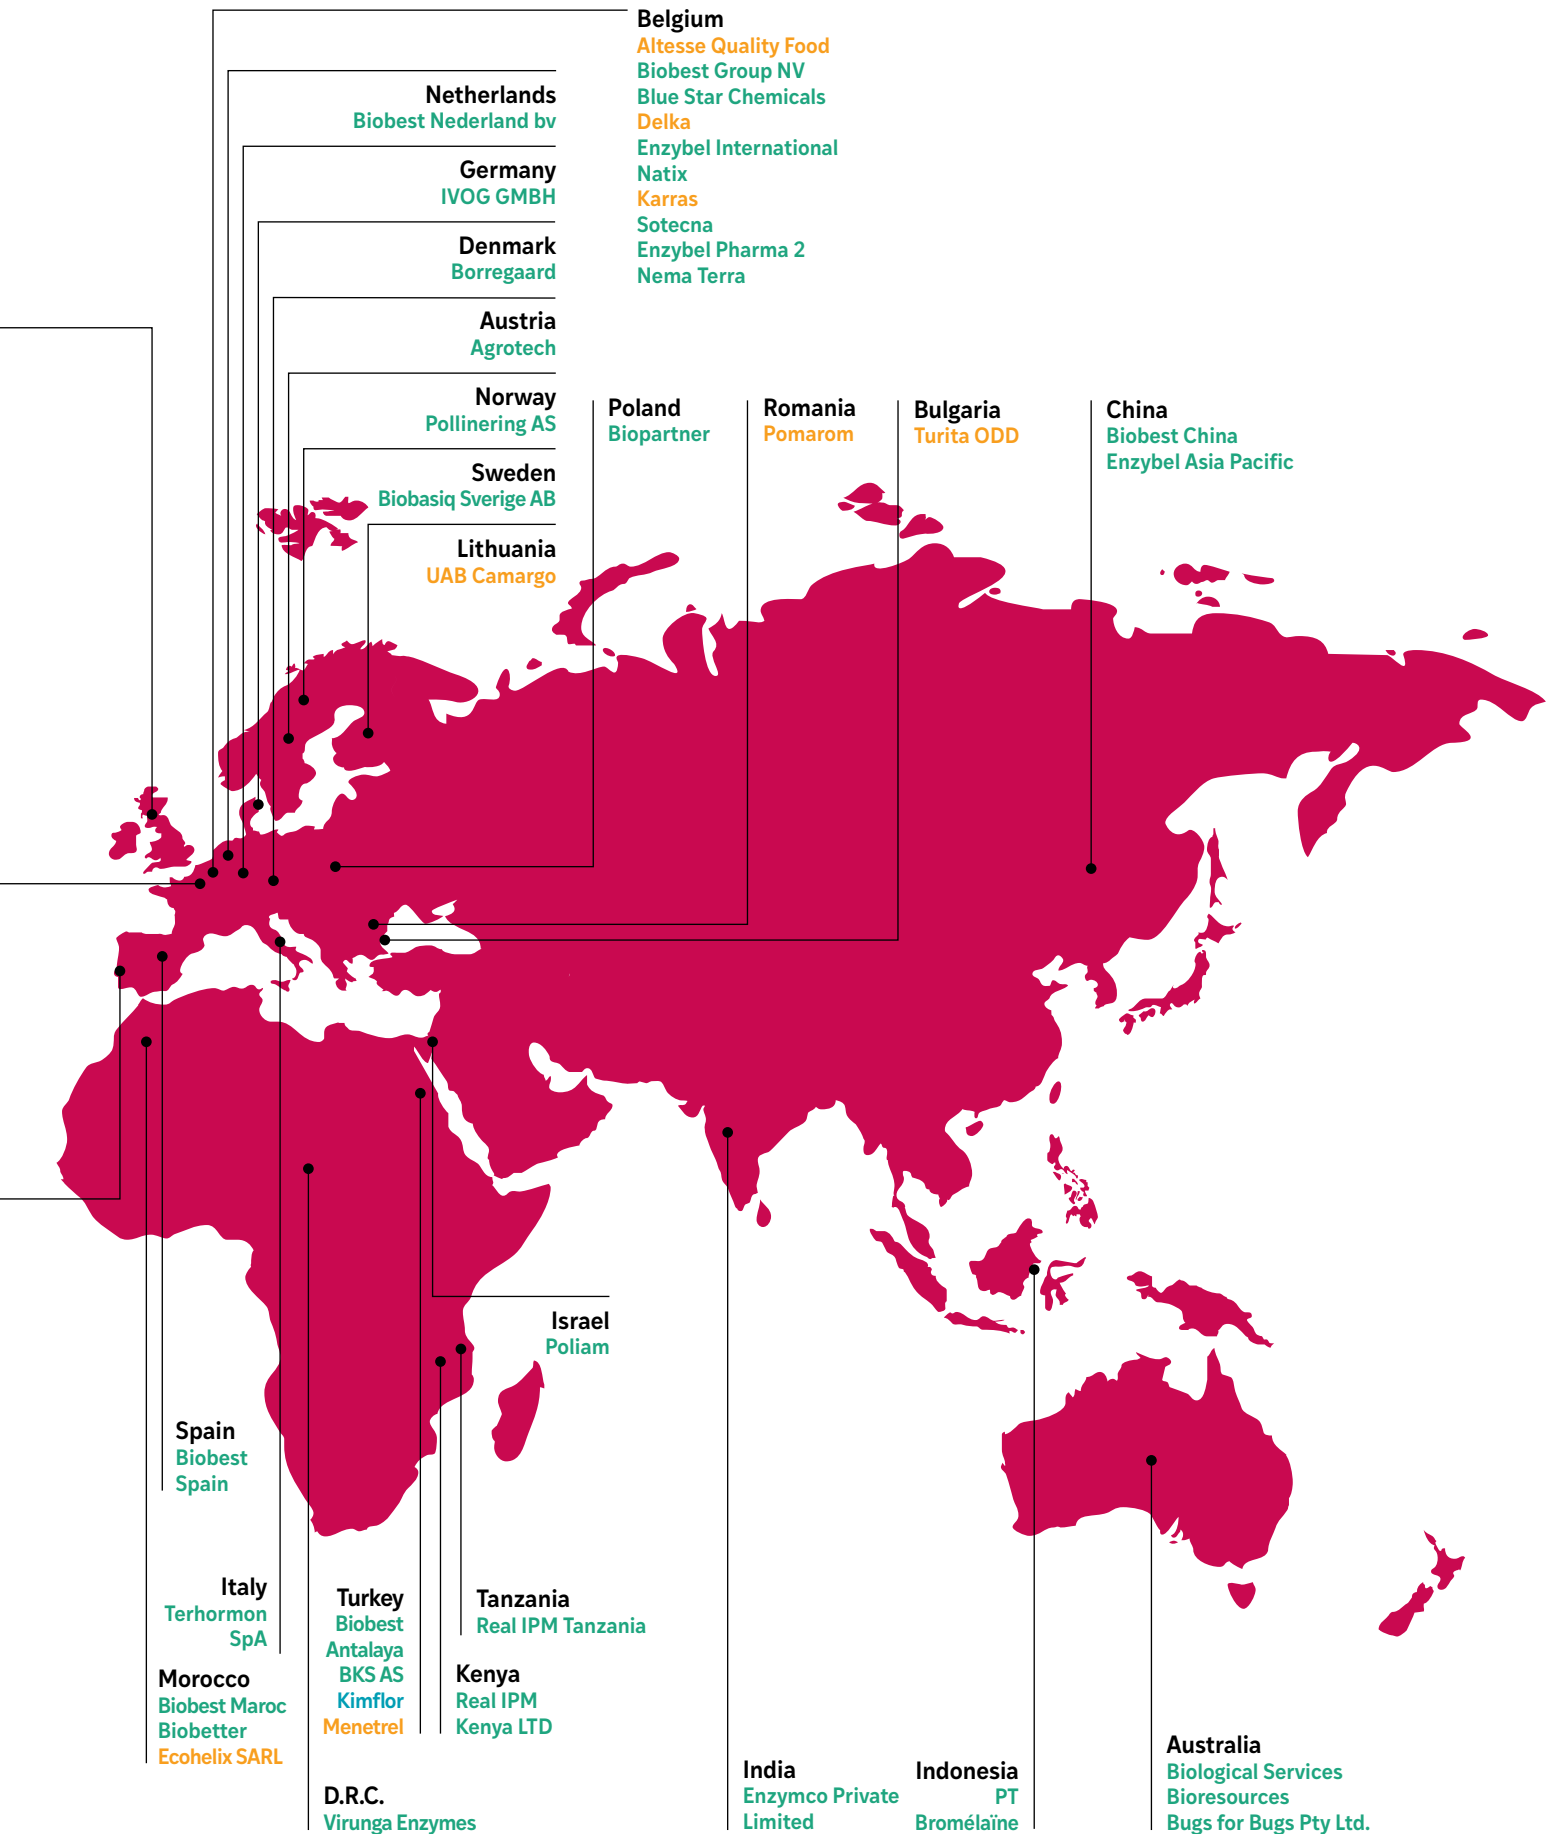 Belgium
Altesse Quality Food
Biobest Group NV
Blue Star Chemicals
Delka
Enzybel International
Natix
Karras
Sotecna
Enzybel Pharma 2
Nema Terra
Netherlands
Biobest Nederland bv
Germany
IVOG GMBH
Denmark
Borregaard
Austria
Agrotech
Norway
Pollinering AS
Sweden
Biobasiq Sverige AB
Lithuania
UAB Camargo
Poland
Biopartner
Romania
Pomarom
Bulgaria
Turita ODD
China
Biobest China
Enzybel Asia Pacific
Israel
Poliam
Spain
Biobest
Spain
Italy
Terhormon
SpA
Morocco
Biobest Maroc
Biobetter
Ecohelix SARL
Turkey
Biobest
Antalaya
BKS AS
Kimflor
Menetrel
Tanzania
Real IPM Tanzania
Kenya
Real IPM
Kenya LTD
D.R.C.
Virunga Enzymes
India
Enzymco Private
Limited
Indonesia
PT
Bromélaïne
Australia
Biological Services
Bioresources
Bugs for Bugs Pty Ltd.